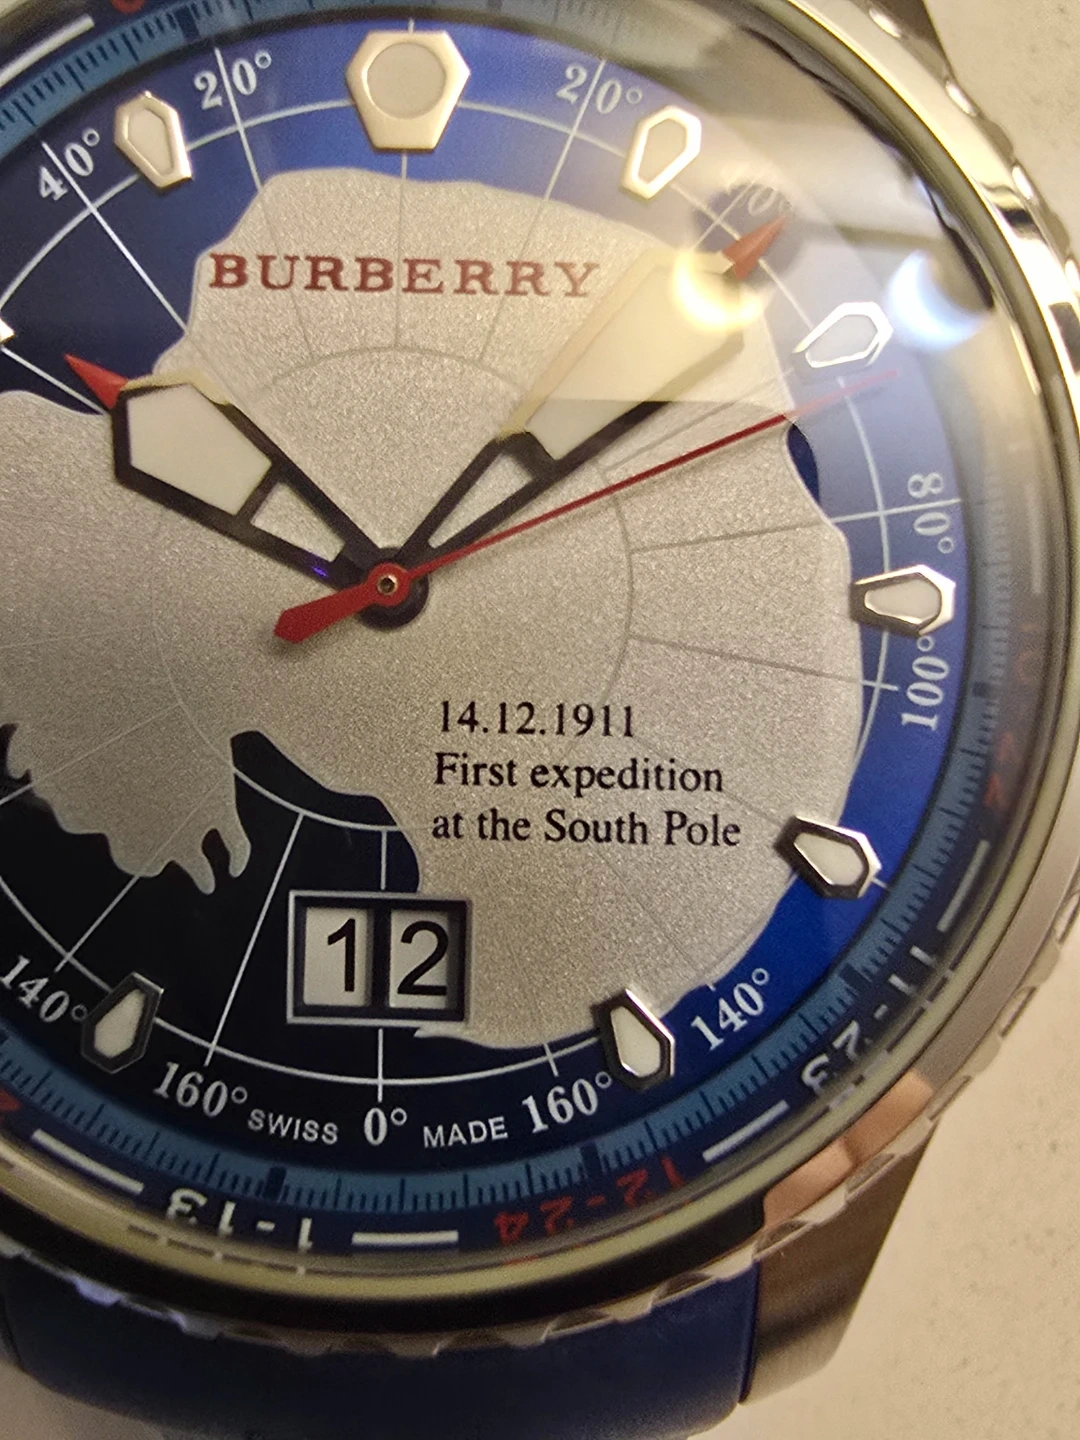 20° 20°
40°
BURBERRY
80°
100°
14.12.1911
First expedition
at the South Pole
12
140° 140°
160° SWISS 0° MADE 160°
11-23
1-13 12-24